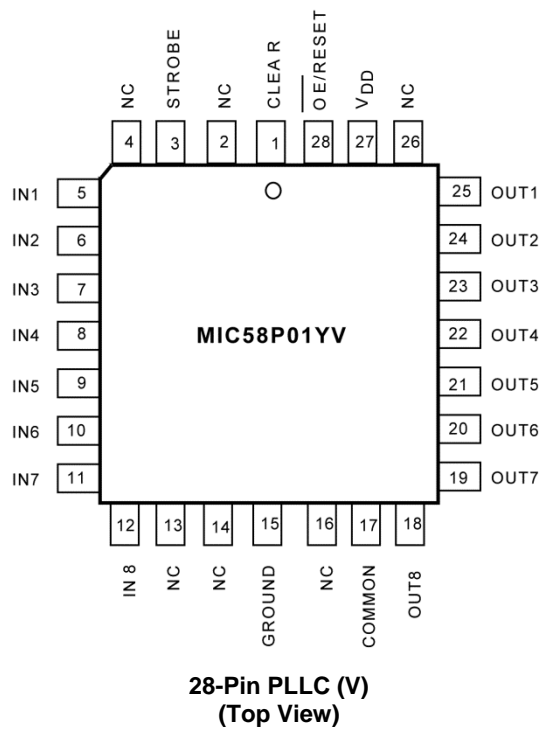 NC
STROBE
NC
CLEAR
OE/RESET
VDD
NC
4
3
2
1
28
27
26
IN1 5
IN2 6
IN3 7
IN4 8
IN5 9
IN6 10
IN7 11
MIC58P01YV
25 OUT1
24 OUT2
23 OUT3
22 OUT4
21 OUT5
20 OUT6
19 OUT7
12
13
14
15
16
17
18
IN 8
NC
NC
GROUND
NC
COMMON
OUT8
28-Pin PLLC (V)
(Top View)